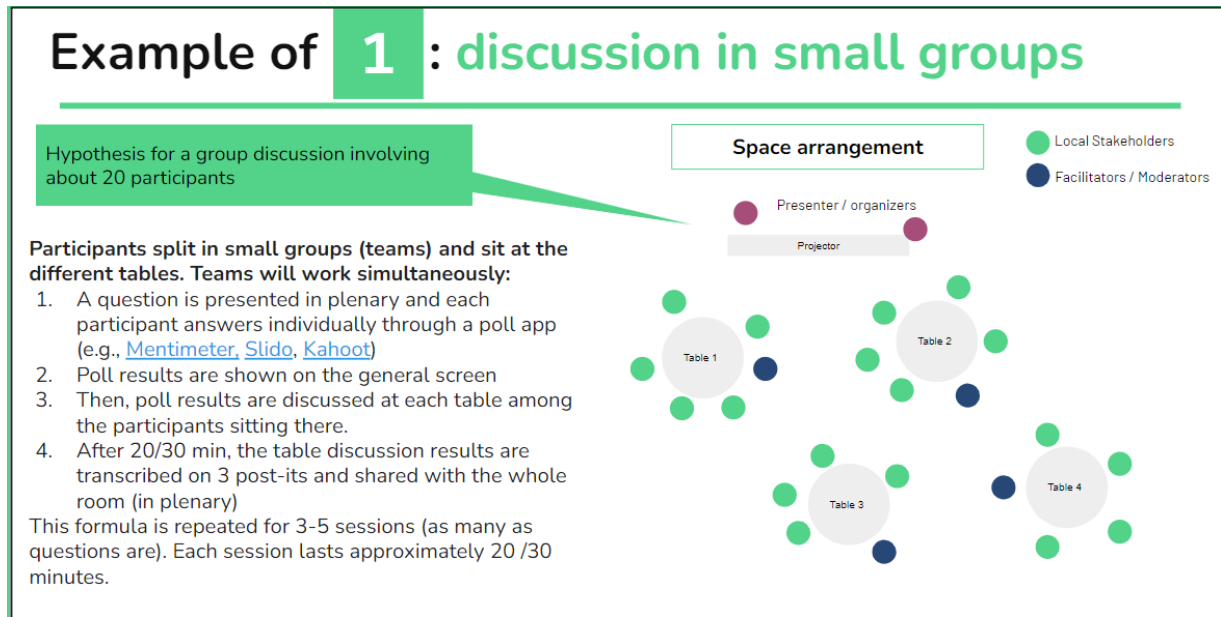 Example of 1 : discussion in small groups
Hypothesis for a group discussion involving
about 20 participants
Participants split in small groups (teams) and sit at the
different tables. Teams will work simultaneously:
1. A question is presented in plenary and each
participant answers individually through a poll app
(e.g., Mentimeter, Slido, Kahoot)
2. Poll results are shown on the general screen
3. Then, poll results are discussed at each table among
the participants sitting there.
4. After 20/30 min, the table discussion results are
transcribed on 3 post-its and shared with the whole
room (in plenary)
This formula is repeated for 3-5 sessions (as many as
questions are). Each session lasts approximately 20 /30
minutes.
Space arrangement
Local Stakeholders
Facilitators / Moderators
Presenter / organizers
Projector
Table 1
Table 2
Table 3
Table 4